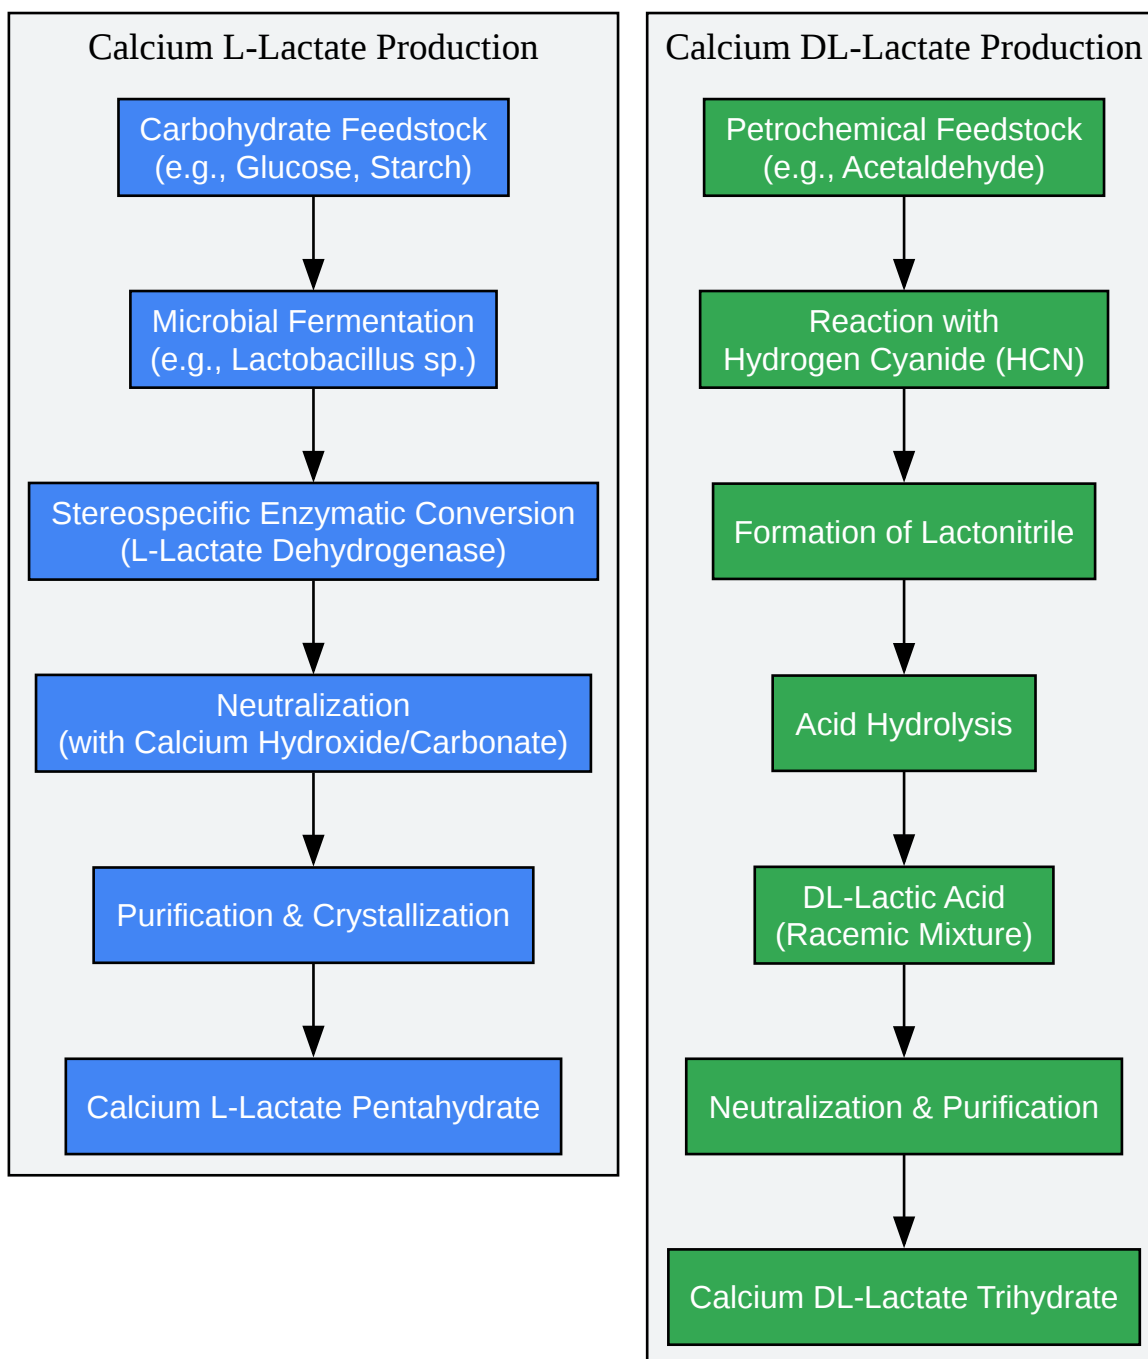 Calcium L-Lactate Production
Carbohydrate Feedstock
(e.g., Glucose, Starch)
Microbial Fermentation
(e.g., Lactobacillus sp.)
Stereospecific Enzymatic Conversion
(L-Lactate Dehydrogenase)
Neutralization
(with Calcium Hydroxide/Carbonate)
Purification & Crystallization
Calcium L-Lactate Pentahydrate
Calcium DL-Lactate Production
Petrochemical Feedstock
(e.g., Acetaldehyde)
Reaction with
Hydrogen Cyanide (HCN)
Formation of Lactonitrile
Acid Hydrolysis
DL-Lactic Acid
(Racemic Mixture)
Neutralization & Purification
Calcium DL-Lactate Trihydrate